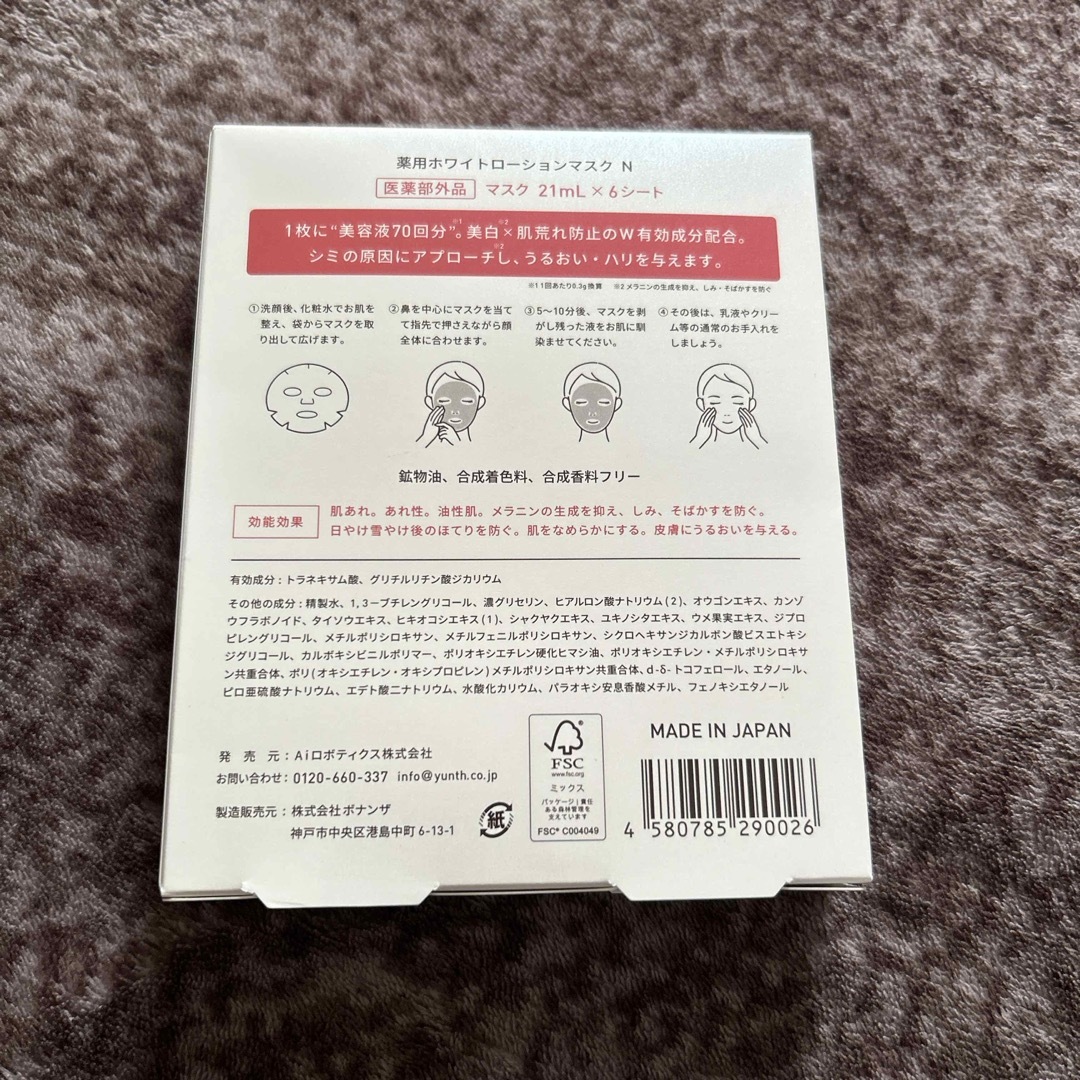 薬用ホワイトローションマスク N
医薬部外品 マスク 21mL×6シート
1枚に“美容液70回分”※1。美白※2×肌荒れ防止のW有効成分配合。
シミの原因にアプローチ※2し、うるおい・ハリを与えます。
※1 1回あたり0.3g換算 ※2 メラニンの生成を抑え、しみ・そばかすを防ぐ
①洗顔後、化粧水でお肌を
整え、袋からマスクを取
り出して広げます。
②鼻を中心にマスクを当て
て指先で押さえながら顔
全体に合わせます。
③5〜10分後、マスクを剥
がし残った液をお肌に馴
染ませてください。
④その後は、乳液やクリー
ム等の通常のお手入れを
しましょう。
鉱物油、合成着色料、合成香料フリー
効能効果
肌あれ。あれ性。油性肌。メラニンの生成を抑え、しみ、そばかすを防ぐ。
日やけ雪やけ後のほてりを防ぐ。肌をなめらかにする。皮膚にうるおいを与える。
有効成分：トラネキサム酸、グリチルリチン酸ジカリウム
その他の成分：精製水、1,3−ブチレングリコール、濃グリセリン、ヒアルロン酸ナトリウム(2)、オウゴンエキス、カンゾ
ウフラボノイド、タイソウエキス、ヒキオコシエキス(1)、シャクヤクエキス、ユキノシタエキス、ウメ果実エキス、ジプロ
ピレングリコール、メチルポリシロキサン、メチルフェニルポリシロキサン、シクロヘキサンジカルボン酸ビスエトキシ
ジグリコール、カルボキシビニルポリマー、ポリオキシエチレン硬化ヒマシ油、ポリオキシエチレン・メチルポリシロキ
サン共重合体、ポリ(オキシエチレン・オキシプロピレン)メチルポリシロキサン共重合体、d-δ-トコフェロール、エタノール、
ピロ亜硫酸ナトリウム、エデト酸二ナトリウム、水酸化カリウム、パラオキシ安息香酸メチル、フェノキシエタノール
発売元：Aiロボティクス株式会社
お問い合わせ：0120-660-337 info@yunth.co.jp
製造販売元：株式会社ボナンザ
神戸市中央区港島中町6-13-1
紙
FSC
www.fsc.org
ミックス
パッケージ｜責任
ある森林管理を
支えています
FSC® C004049
MADE IN JAPAN
4 580785 290026